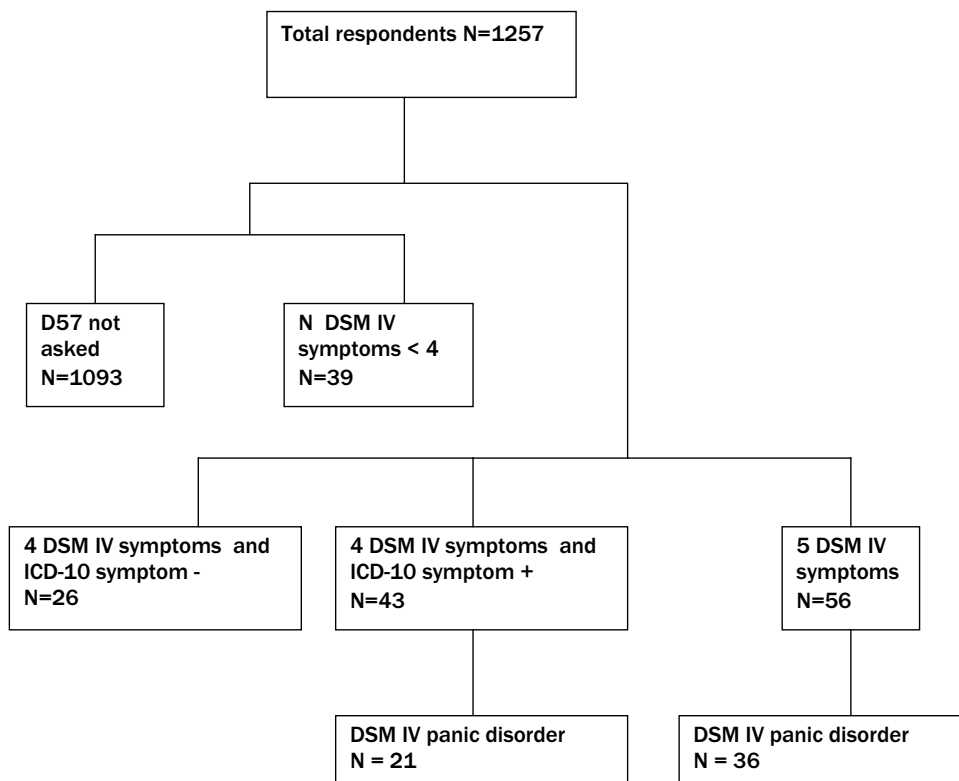 Total respondents N=1257
D57 not
asked
N=1093
N DSM IV
symptoms < 4
N=39
4 DSM IV symptoms and
ICD-10 symptom -
N=26
4 DSM IV symptoms and
ICD-10 symptom +
N=43
5 DSM IV
symptoms
N=56
DSM IV panic disorder
N = 21
DSM IV panic disorder
N = 36